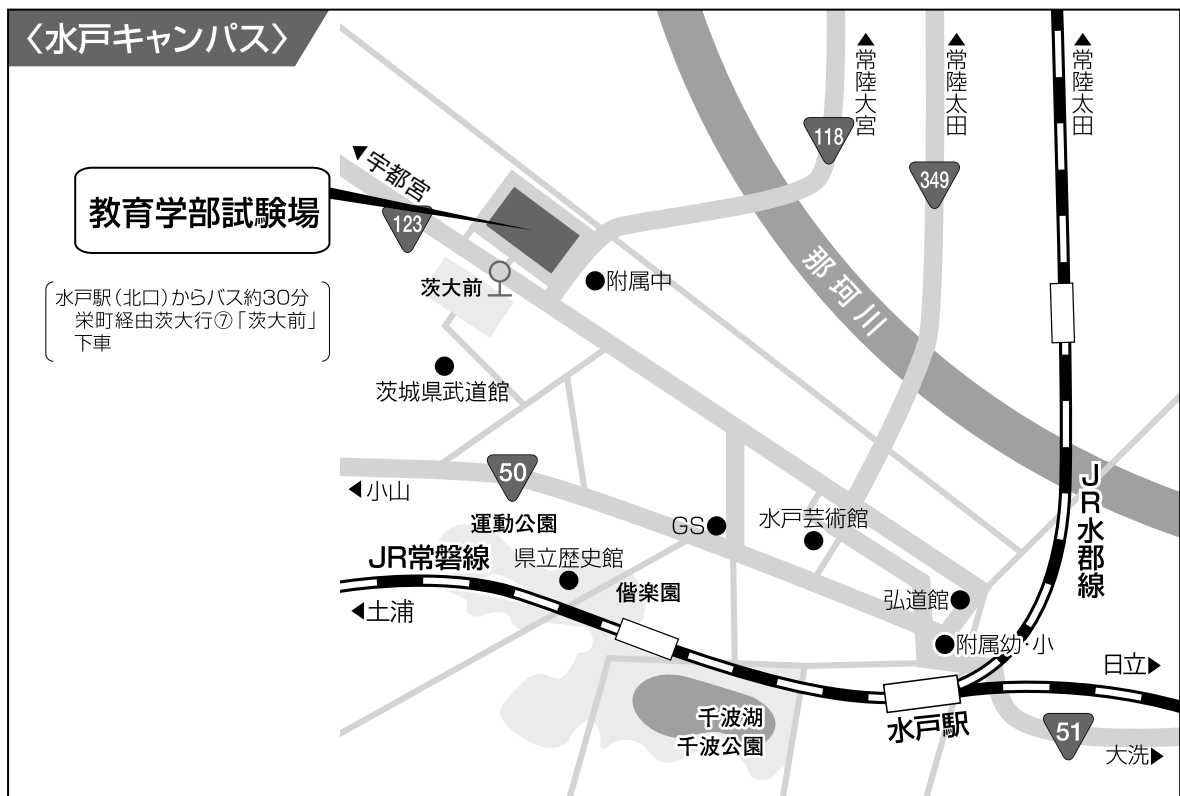 〈水戸キャンパス〉
▲常陸大宮
▲常陸太田
▲常陸太田
118
349
▼宇都宮
123
教育学部試験場
水戸駅（北口）からバス約30分
栄町経由茨大行⑦「茨大前」
下車
茨大前
附属中
那珂川
茨城県武道館
50
◀小山
運動公園
GS
水戸芸術館
JR水郡線
JR常磐線
県立歴史館
偕楽園
◀土浦
弘道館
附属幼・小
日立▶
千波湖
千波公園
水戸駅
51
大洗▶